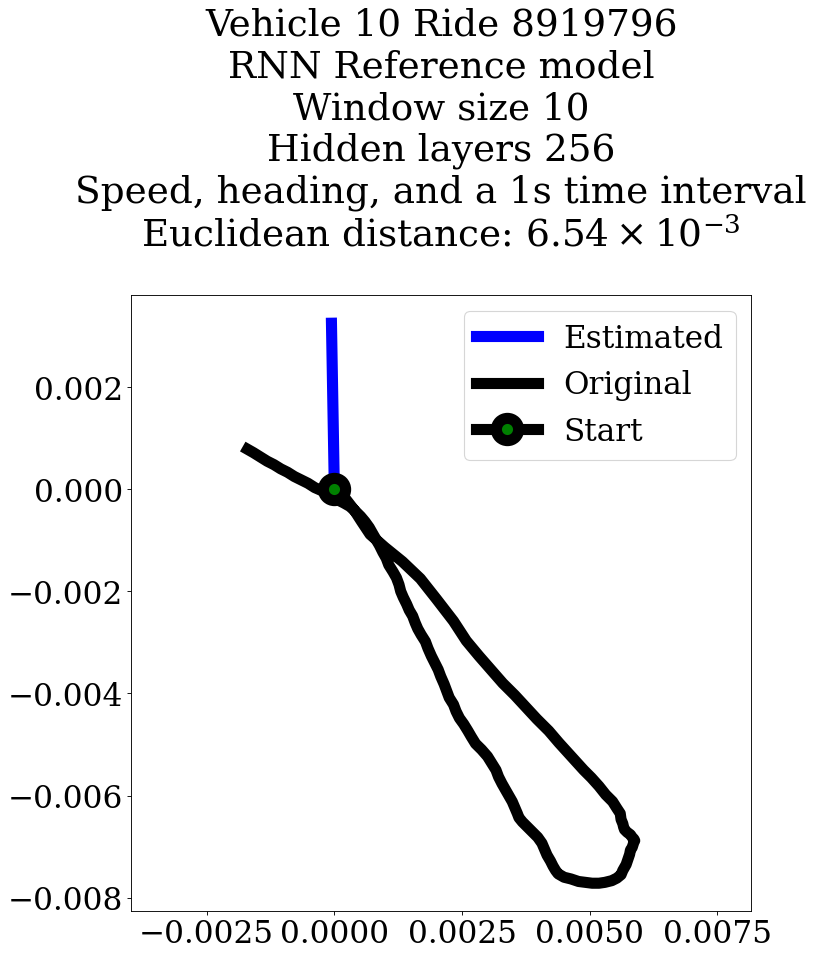 Vehicle 10 Ride 8919796
RNN Reference model
Window size 10
Hidden layers 256
Speed, heading, and a 1s time interval
Euclidean distance: 6.54 × 10⁻³
Estimated
Original
Start
0.002
0.000
−0.002
−0.004
−0.006
−0.008
−0.0025 0.0000 0.0025 0.0050 0.0075